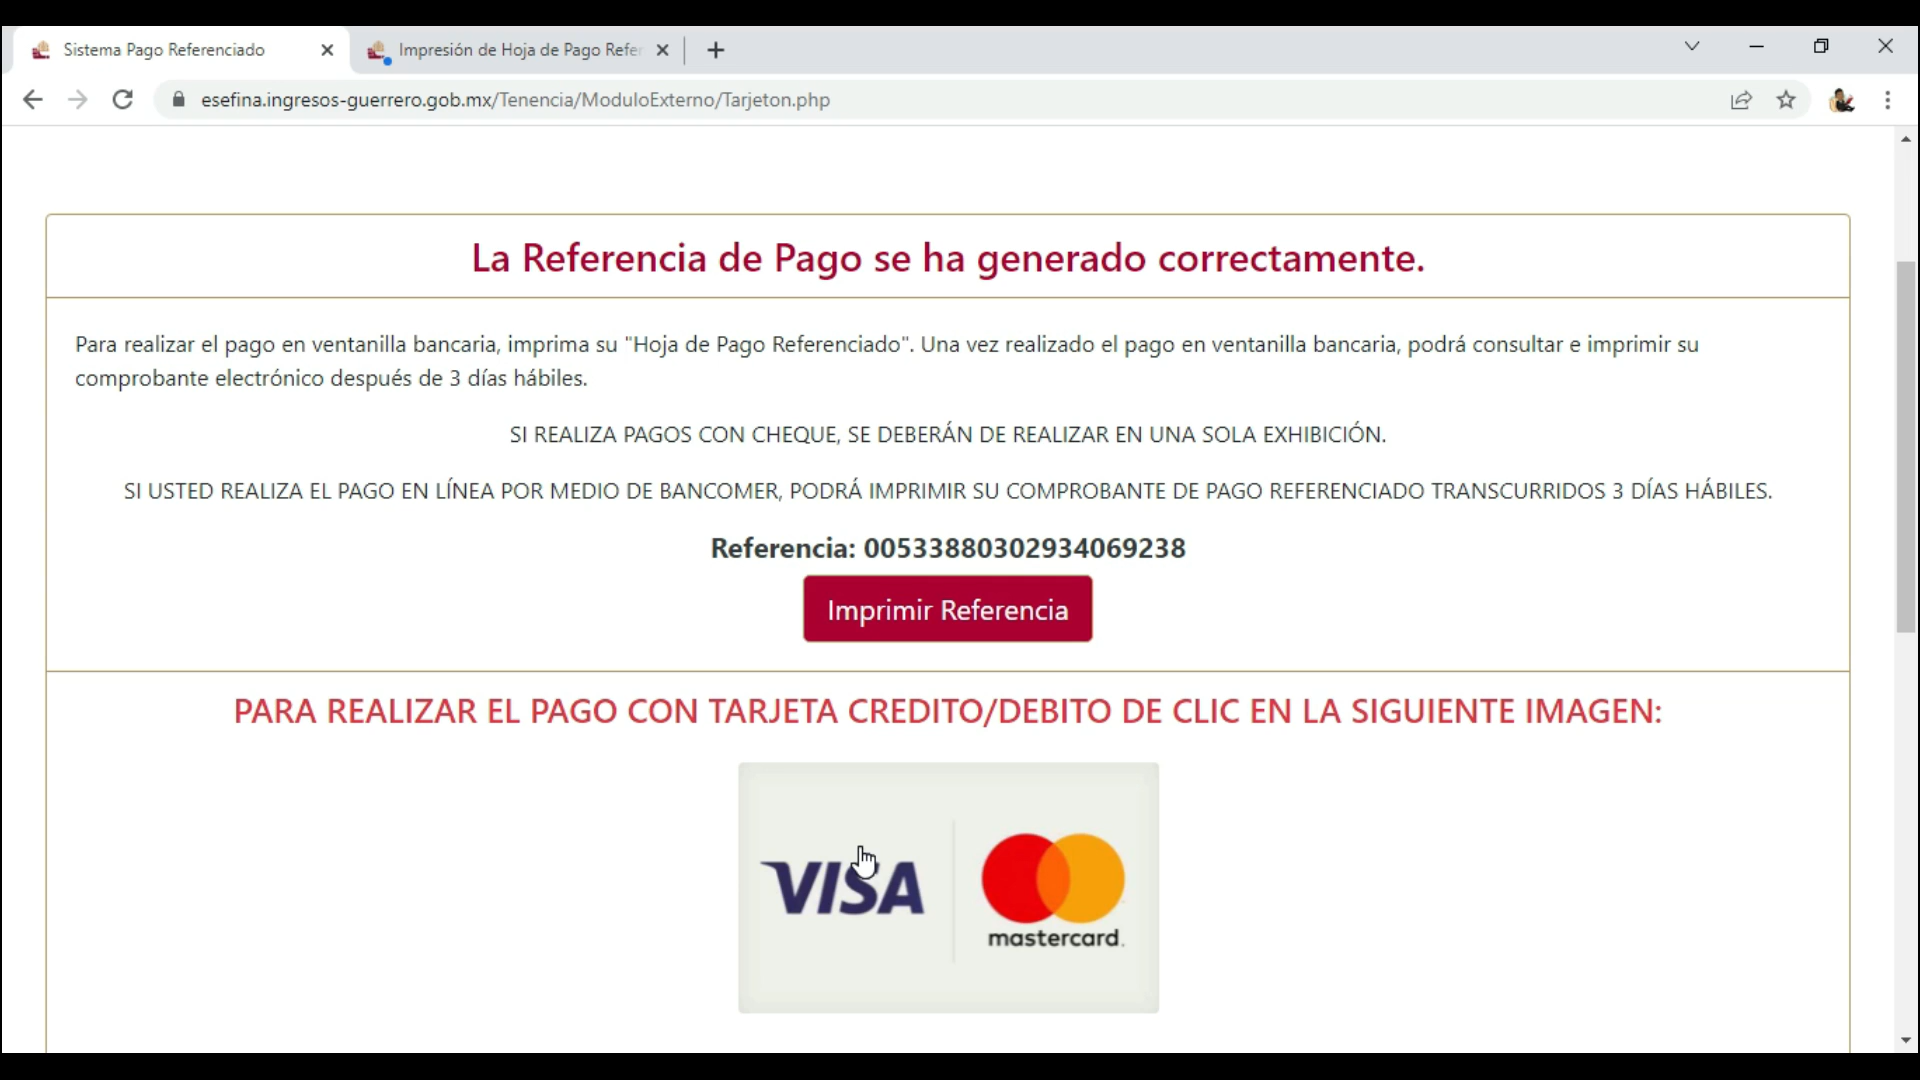 Sistema Pago Referenciado
Impresión de Hoja de Pago Refer
esefina.ingresos-guerrero.gob.mx/Tenencia/ModuloExterno/Tarjeton.php
La Referencia de Pago se ha generado correctamente.
Para realizar el pago en ventanilla bancaria, imprima su "Hoja de Pago Referenciado". Una vez realizado el pago en ventanilla bancaria, podrá consultar e imprimir su
comprobante electrónico después de 3 días hábiles.
SI REALIZA PAGOS CON CHEQUE, SE DEBERÁN DE REALIZAR EN UNA SOLA EXHIBICIÓN.
SI USTED REALIZA EL PAGO EN LÍNEA POR MEDIO DE BANCOMER, PODRÁ IMPRIMIR SU COMPROBANTE DE PAGO REFERENCIADO TRANSCURRIDOS 3 DÍAS HÁBILES.
Referencia: 00533880302934069238
Imprimir Referencia
PARA REALIZAR EL PAGO CON TARJETA CREDITO/DEBITO DE CLIC EN LA SIGUIENTE IMAGEN:
VISA
mastercard.